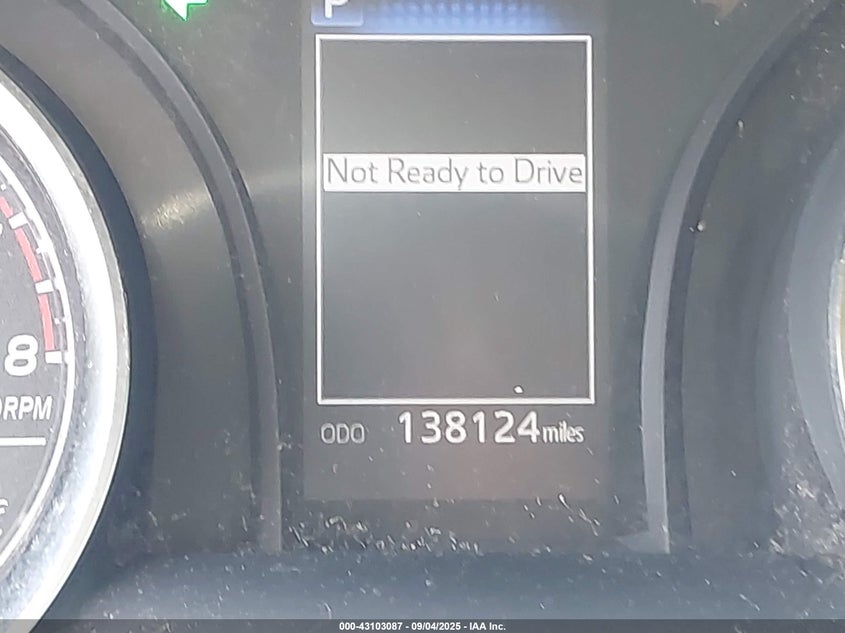 P
Not Ready to Drive
8
RPM
ODO 138124 miles
000-43103087 - 09/04/2025 - IAA Inc.